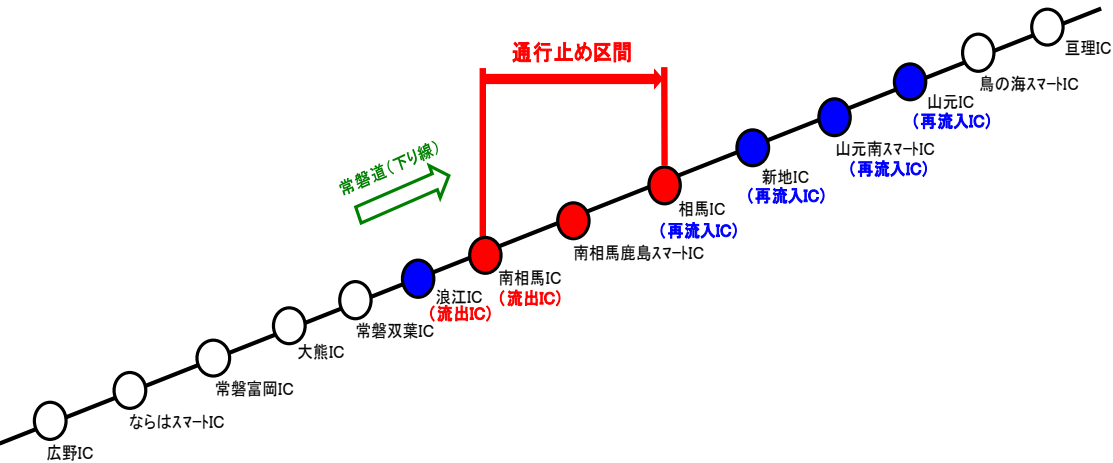 通行止め区間
常磐道（下り線）
亘理IC
鳥の海スマートIC
山元IC
（再流入IC）
山元南スマートIC
（再流入IC）
新地IC
（再流入IC）
相馬IC
（再流入IC）
南相馬鹿島スマートIC
南相馬IC
（流出IC）
浪江IC
（流出IC）
常磐双葉IC
大熊IC
常磐富岡IC
ならはスマートIC
広野IC